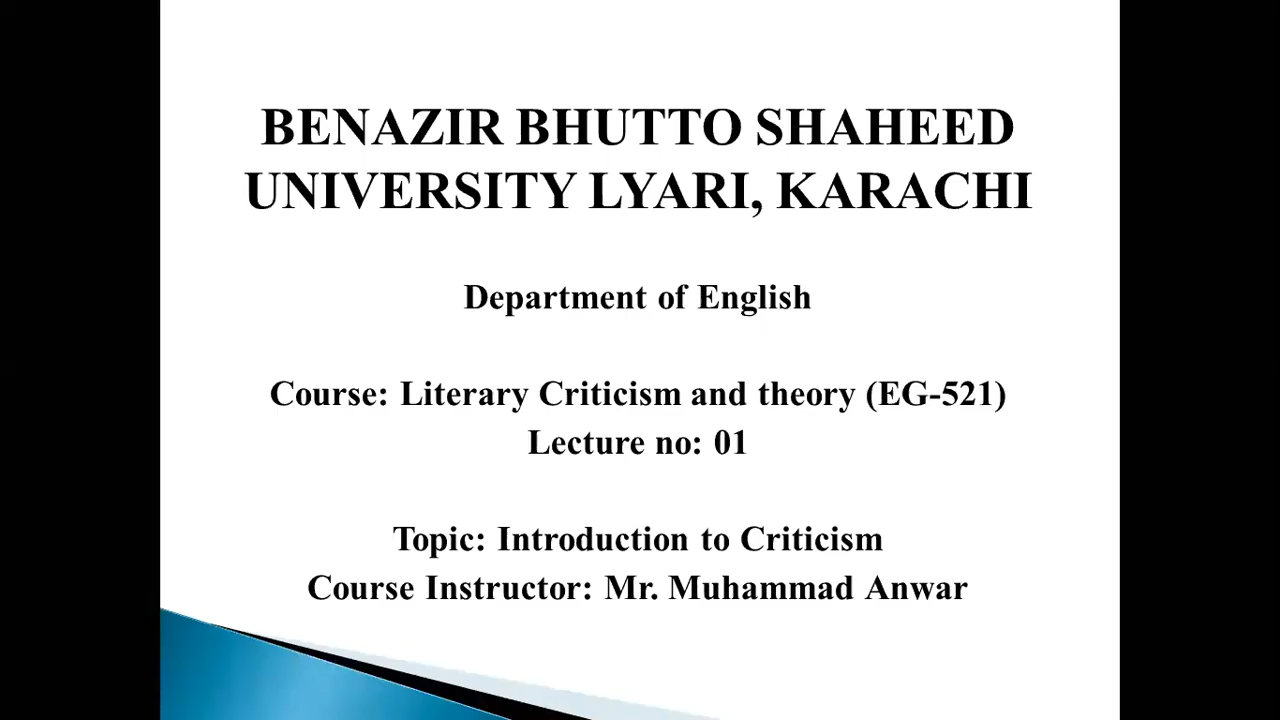 BENAZIR BHUTTO SHAHEED
UNIVERSITY LYARI, KARACHI
Department of English
Course: Literary Criticism and theory (EG-521)
Lecture no: 01
Topic: Introduction to Criticism
Course Instructor: Mr. Muhammad Anwar